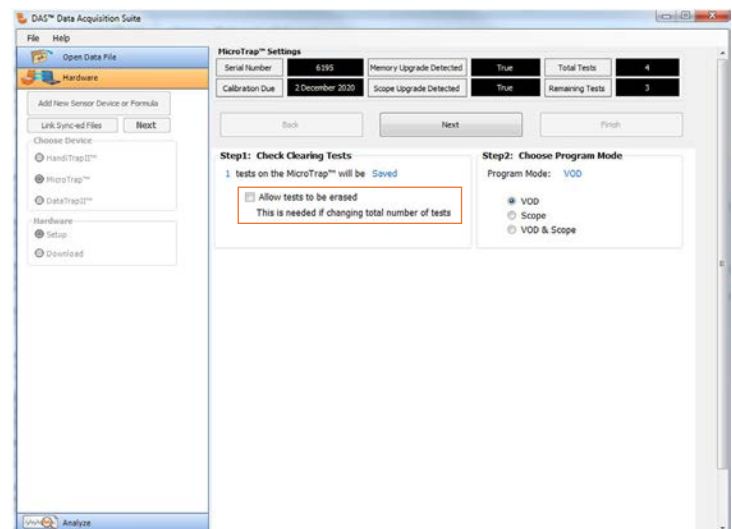 DAS™ Data Acquisition Suite
File Help
Open Data File
Hardware
Add New Sensor Device or Formula
Link Sync-ed Files Next
Choose Device
HandiTrapII™
MicroTrap™
DataTrapII™
Hardware
Setup
Download
Analyze
MicroTrap™ Settings
Serial Number 6195 Memory Upgrade Detected True Total Tests 4
Calibration Due 2 December 2020 Scope Upgrade Detected True Remaining Tests 3
Back Next Finish
Step1: Check Clearing Tests
1 tests on the MicroTrap™ will be Saved
Allow tests to be erased
This is needed if changing total number of tests
Step2: Choose Program Mode
Program Mode: VOD
VOD
Scope
VOD & Scope